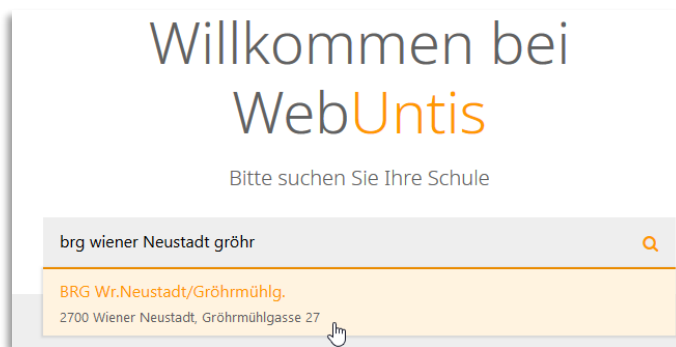 Willkommen bei
WebUntis
Bitte suchen Sie Ihre Schule
brg wiener Neustadt gröhr
BRG Wr.Neustadt/Gröhrmühlg.
2700 Wiener Neustadt, Gröhrmühlgasse 27